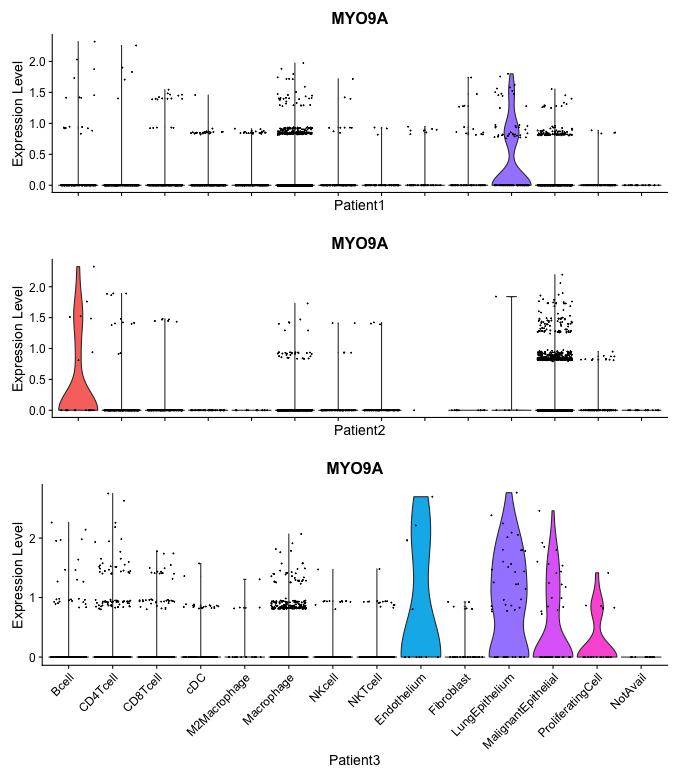 MYO9A
Expression Level
2.0
1.5
1.0
0.5
0.0
Patient1
MYO9A
Expression Level
2.0
1.5
1.0
0.5
0.0
Patient2
MYO9A
Expression Level
2
1
0
Bcell
CD4Tcell
CD8Tcell
cDC
M2Macrophage
Macrophage
NKcell
NKTcell
Endothelium
Fibroblast
LungEpithelium
MalignantEpithelial
ProliferatingCell
NotAvail
Patient3